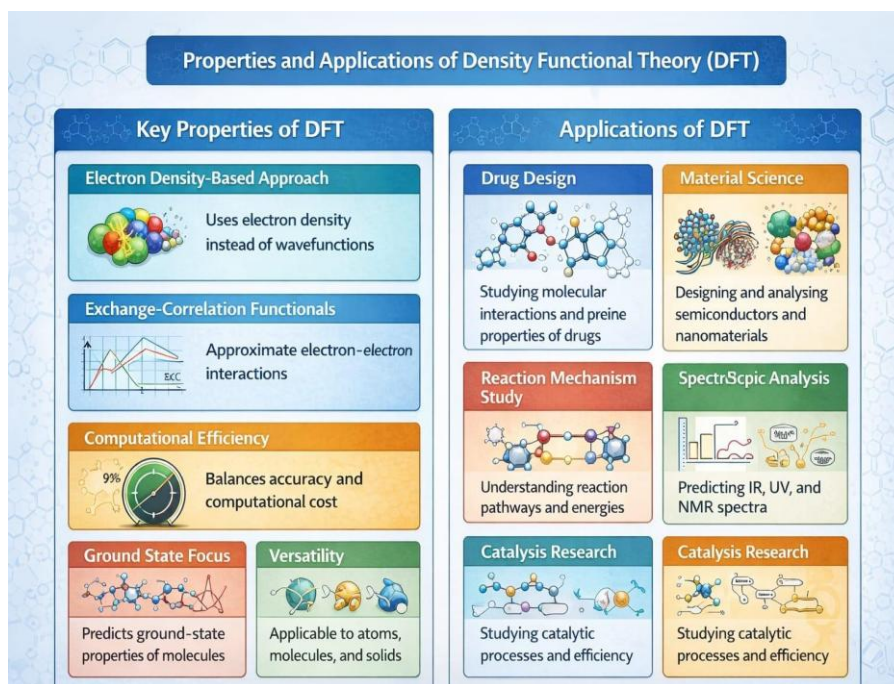 Properties and Applications of Density Functional Theory (DFT)
Key Properties of DFT
Electron Density-Based Approach
Uses electron density
instead of wavefunctions
Exchange-Correlation Functionals
Approximate electron-electron
interactions
Computational Efficiency
9%
Balances accuracy and
computational cost
Ground State Focus
Predicts ground-state
properties of molecules
Versatility
Applicable to atoms,
molecules, and solids
Applications of DFT
Drug Design
Studying molecular
interactions and preine
properties of drugs
Material Science
Designing and analysing
semiconductors and
nanomaterials
Reaction Mechanism
Study
Understanding reaction
pathways and energies
SpectrScpic Analysis
Predicting IR, UV, and
NMR spectra
Catalysis Research
Studying catalytic
processes and efficiency
Catalysis Research
Studying catalytic
processes and efficiency